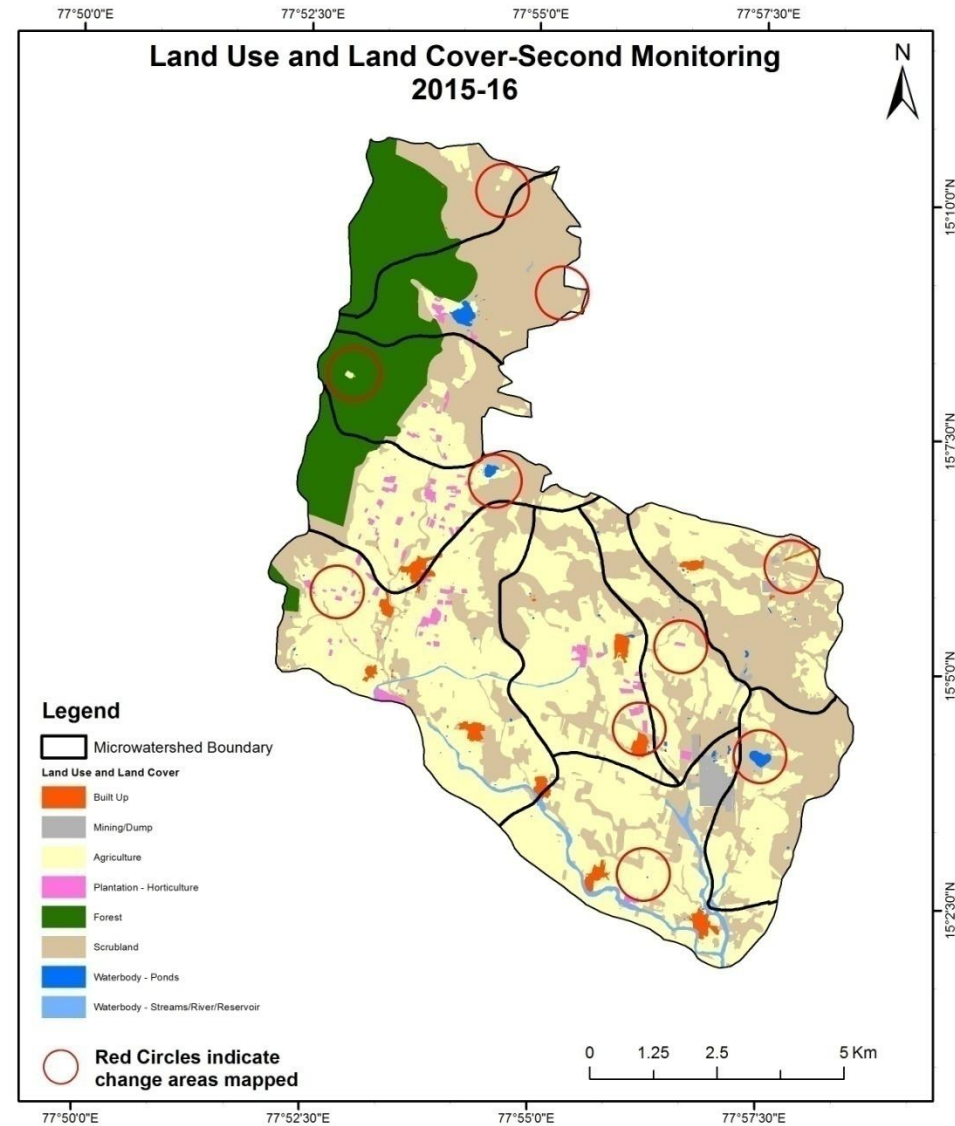 77°50'0"E 77°52'30"E 77°55'0"E 77°57'30"E
Land Use and Land Cover-Second Monitoring
2015-16
N
15°10'0"N
15°7'30"N
15°5'0"N
15°2'30"N
Legend
Microwatershed Boundary
Land Use and Land Cover
Built Up
Mining/Dump
Agriculture
Plantation - Horticulture
Forest
Scrubland
Waterbody - Ponds
Waterbody - Streams/River/Reservoir
Red Circles indicate
change areas mapped
0 1.25 2.5 5 Km
77°50'0"E 77°52'30"E 77°55'0"E 77°57'30"E